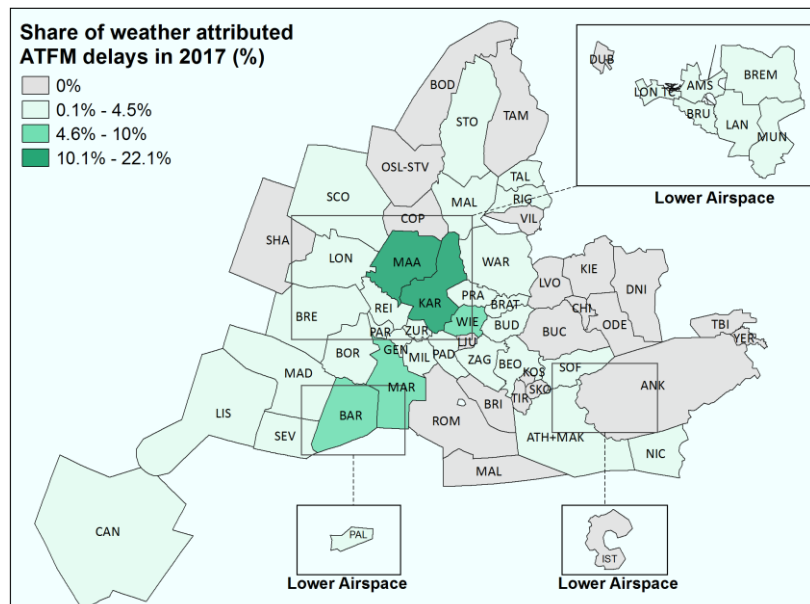 Share of weather attributed
ATFM delays in 2017 (%)
0%
0.1% - 4.5%
4.6% - 10%
10.1% - 22.1%
DUB
LON TC
AMS
BREM
BRU
LAN
MUN
Lower Airspace
BOD
STO
TAM
OSL-STV
TAL
SCO
MAL
RIG
COP
VIL
SHA
LON
MAA
WAR
LVO
KIE
DNI
KAR
PRA
BRE
REI
BRAT
CHI
WIE
BUD
BUC
ODE
TBI
PAR
ZUR
LJU
YER
BOR
GEN
MIL
PAD
ZAG
BEO
KOS
SOF
MAD
MAR
SKO
ANK
TIR
LIS
BAR
BRI
SEV
ROM
ATH+MAK
NIC
MAL
CAN
PAL
IST
Lower Airspace
Lower Airspace